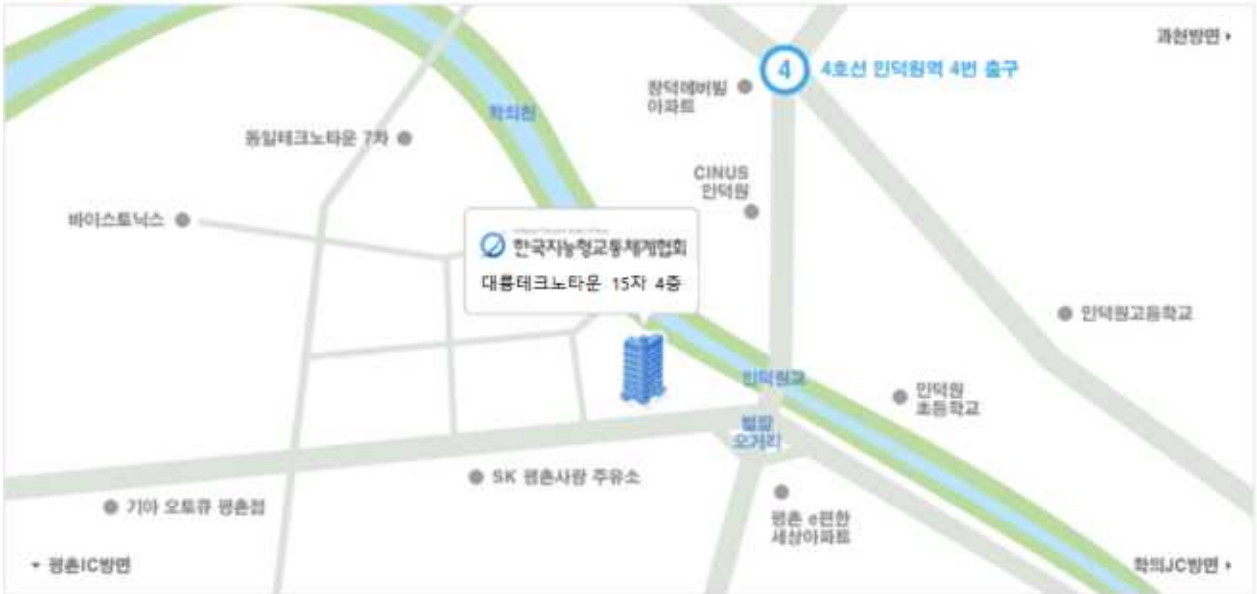 과천방면
4
4호선 인덕원역 4번 출구
창덕에버빌
아파트
학의천
동일테크노타운 7차
CINUS
인덕원
바이스토닉스
한국지능형교통체계협회
대륭테크노타운 15차 4층
인덕원고등학교
인덕원교
인덕원
초등학교
벌말
오거리
SK 평촌사랑 주유소
기아 오토큐 평촌점
평촌 e편한
세상아파트
평촌IC방면
학의JC방면